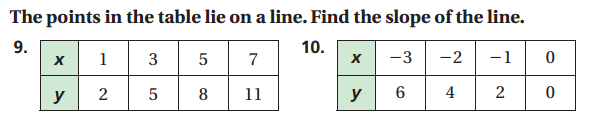 The points in the table lie on a line. Find the slope of the line.
9.
x 1 3 5 7
y 2 5 8 11
10.
x −3 −2 −1 0
y 6 4 2 0